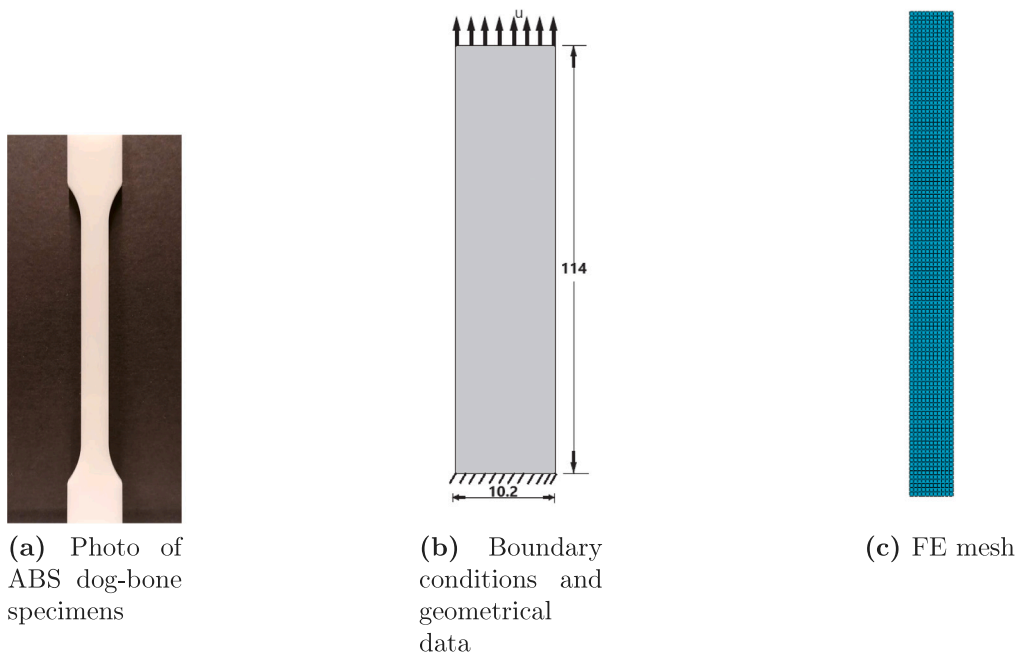 u
114
10.2
(a) Photo of
ABS dog-bone
specimens
(b) Boundary
conditions and
geometrical
data
(c) FE mesh